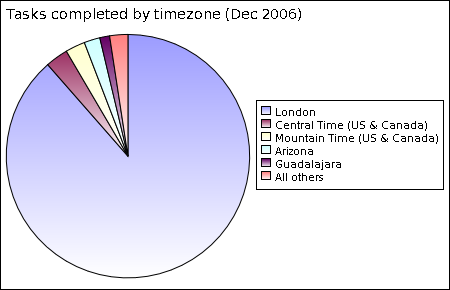 Tasks completed by timezone (Dec 2006)
London
Central Time (US & Canada)
Mountain Time (US & Canada)
Arizona
Guadalajara
All others